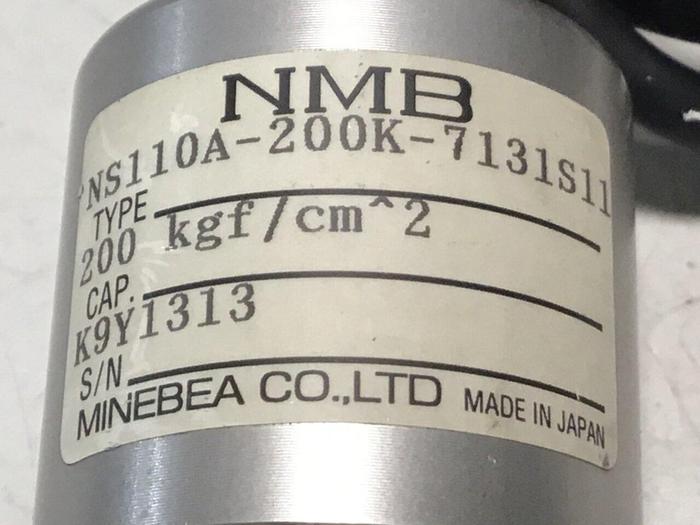 NMB
NS110A-200K-7131S11
TYPE
200 kgf/cm^2
CAP.
K9Y1313
S/N
MINEBEA CO.,LTD MADE IN JAPAN